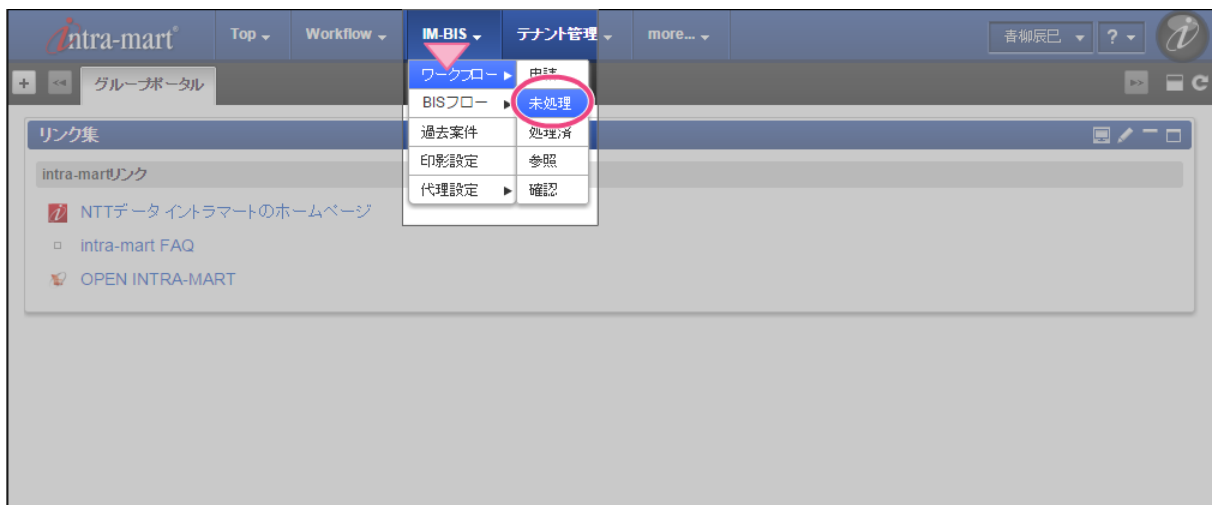 intra-mart® Top Workflow IM-BIS テナント管理 more... 青柳辰巳 ?
グループポータル
ワークフロー 申請
BISフロー 未処理
過去案件 処理済
印影設定 参照
代理設定 確認
リンク集
intra-martリンク
NTTデータ イントラマートのホームページ
intra-mart FAQ
OPEN INTRA-MART